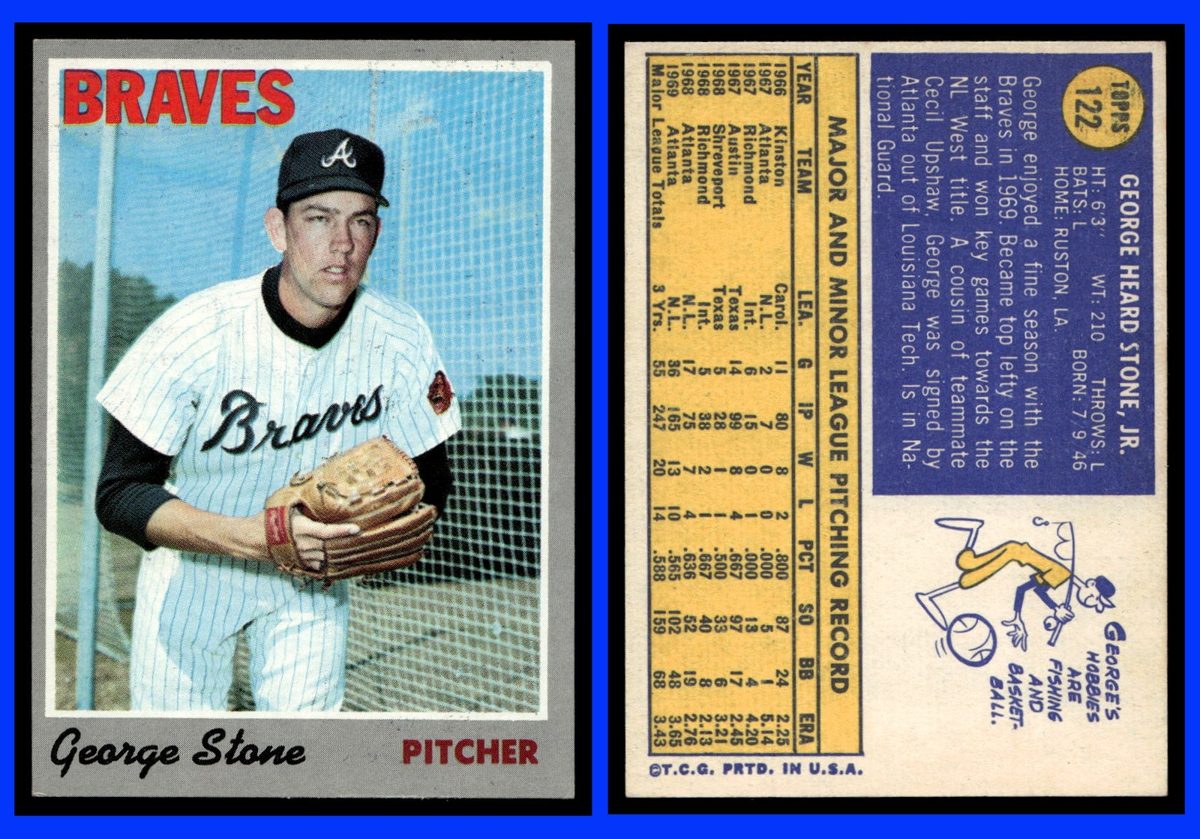 BRAVES
A
Braves
George Stone
PITCHER
TOPPS
122
GEORGE HEARD STONE, JR.
HT: 6'3" WT: 210 THROWS: L
BATS: L BORN: 7/9/46
HOME: RUSTON, LA.
George enjoyed a fine season with the
Braves in 1969. Became top lefty on the
staff and won key games towards the
NL West title. A cousin of teammate
Cecil Upshaw, George was signed by
Atlanta out of Louisiana Tech. Is in Na-
tional Guard.
GEORGE'S
HOBBIES
ARE
FISHING
AND
BASKET-
BALL.
MAJOR AND MINOR LEAGUE PITCHING RECORD
YEAR TEAM LEA. G IP W L PCT SO BB ERA
1966 Kinston Carol. 11 80 8 2 .800 87 24 2.25
1967 Atlanta N.L. 2 7 0 0 .000 5 1 5.14
1967 Richmond Int. 6 15 0 1 .000 13 4 4.20
1967 Austin Texas 14 99 8 4 .667 97 17 2.45
1968 Shreveport Texas 5 28 1 1 .500 33 6 3.21
1968 Richmond Int. 5 38 2 1 .667 40 8 2.13
1968 Atlanta N.L. 17 75 7 4 .636 52 19 2.76
1969 Atlanta N.L. 36 165 13 10 .565 102 48 3.65
Major League Totals 3 Yrs. 55 247 20 14 .588 159 68 3.43
©T.C.G. PRTD. IN U.S.A.